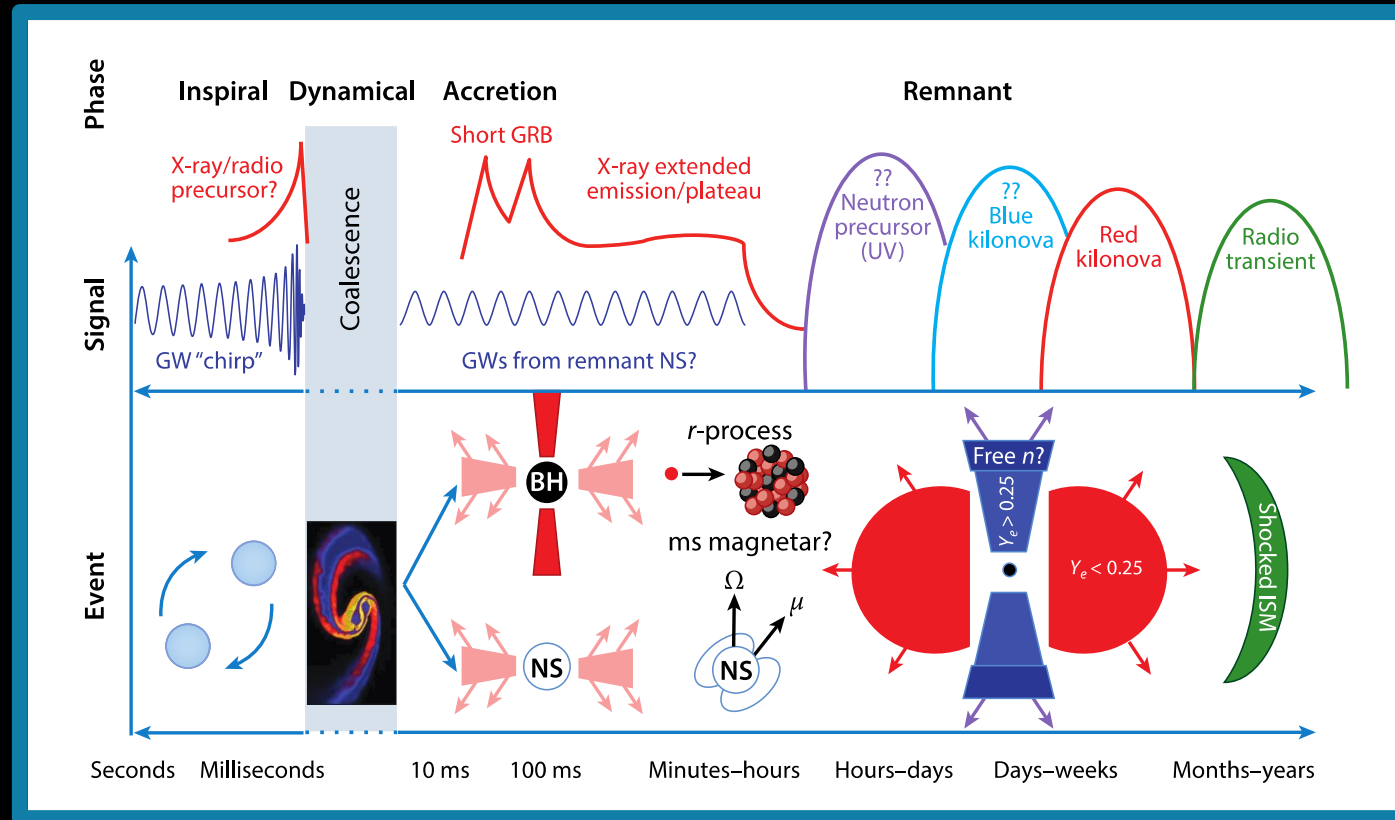 Phase
Inspiral
Dynamical
Accretion
Remnant
Signal
X-ray/radio
precursor?
Coalescence
Short GRB
X-ray extended
emission/plateau
??
Neutron
precursor
(UV)
??
Blue
kilonova
Red
kilonova
Radio
transient
GW "chirp"
GWs from remnant NS?
Event
BH
NS
r-process
ms magnetar?
Ω
μ
NS
Free n?
Yₑ > 0.25
Yₑ < 0.25
Shocked ISM
Seconds
Milliseconds
10 ms
100 ms
Minutes–hours
Hours–days
Days–weeks
Months–years